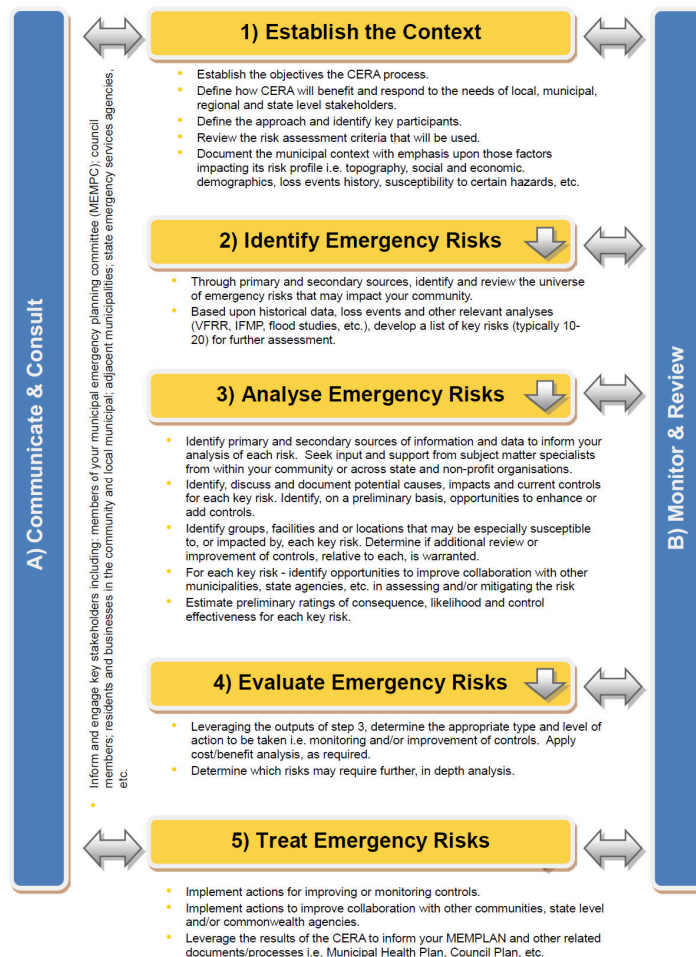 A) Communicate & Consult
Inform and engage key stakeholders including: members of your municipal emergency planning committee (MEMPC); council
members; residents and businesses in the community and local municipal; adjacent municipalities; state emergency services agencies,
etc.
1) Establish the Context
Establish the objectives the CERA process.
Define how CERA will benefit and respond to the needs of local, municipal,
regional and state level stakeholders.
Define the approach and identify key participants.
Review the risk assessment criteria that will be used.
Document the municipal context with emphasis upon those factors
impacting its risk profile i.e. topography, social and economic.
demographics, loss events history, susceptibility to certain hazards, etc.
2) Identify Emergency Risks
Through primary and secondary sources, identify and review the universe
of emergency risks that may impact your community.
Based upon historical data, loss events and other relevant analyses
(VFRR, IFMP, flood studies, etc.), develop a list of key risks (typically 10-
20) for further assessment.
3) Analyse Emergency Risks
Identify primary and secondary sources of information and data to inform your
analysis of each risk. Seek input and support from subject matter specialists
from within your community or across state and non-profit organisations.
Identify, discuss and document potential causes, impacts and current controls
for each key risk. Identify, on a preliminary basis, opportunities to enhance or
add controls.
Identify groups, facilities and or locations that may be especially susceptible
to, or impacted by, each key risk. Determine if additional review or
improvement of controls, relative to each, is warranted.
For each key risk - identify opportunities to improve collaboration with other
municipalities, state agencies, etc. in assessing and/or mitigating the risk
Estimate preliminary ratings of consequence, likelihood and control
effectiveness for each key risk.
4) Evaluate Emergency Risks
Leveraging the outputs of step 3, determine the appropriate type and level of
action to be taken i.e. monitoring and/or improvement of controls. Apply
cost/benefit analysis, as required.
Determine which risks may require further, in depth analysis.
5) Treat Emergency Risks
Implement actions for improving or monitoring controls.
Implement actions to improve collaboration with other communities, state level
and/or commonwealth agencies.
Leverage the results of the CERA to inform your MEMPLAN and other related
documents/processes i.e. Municipal Health Plan, Council Plan, etc.
B) Monitor & Review